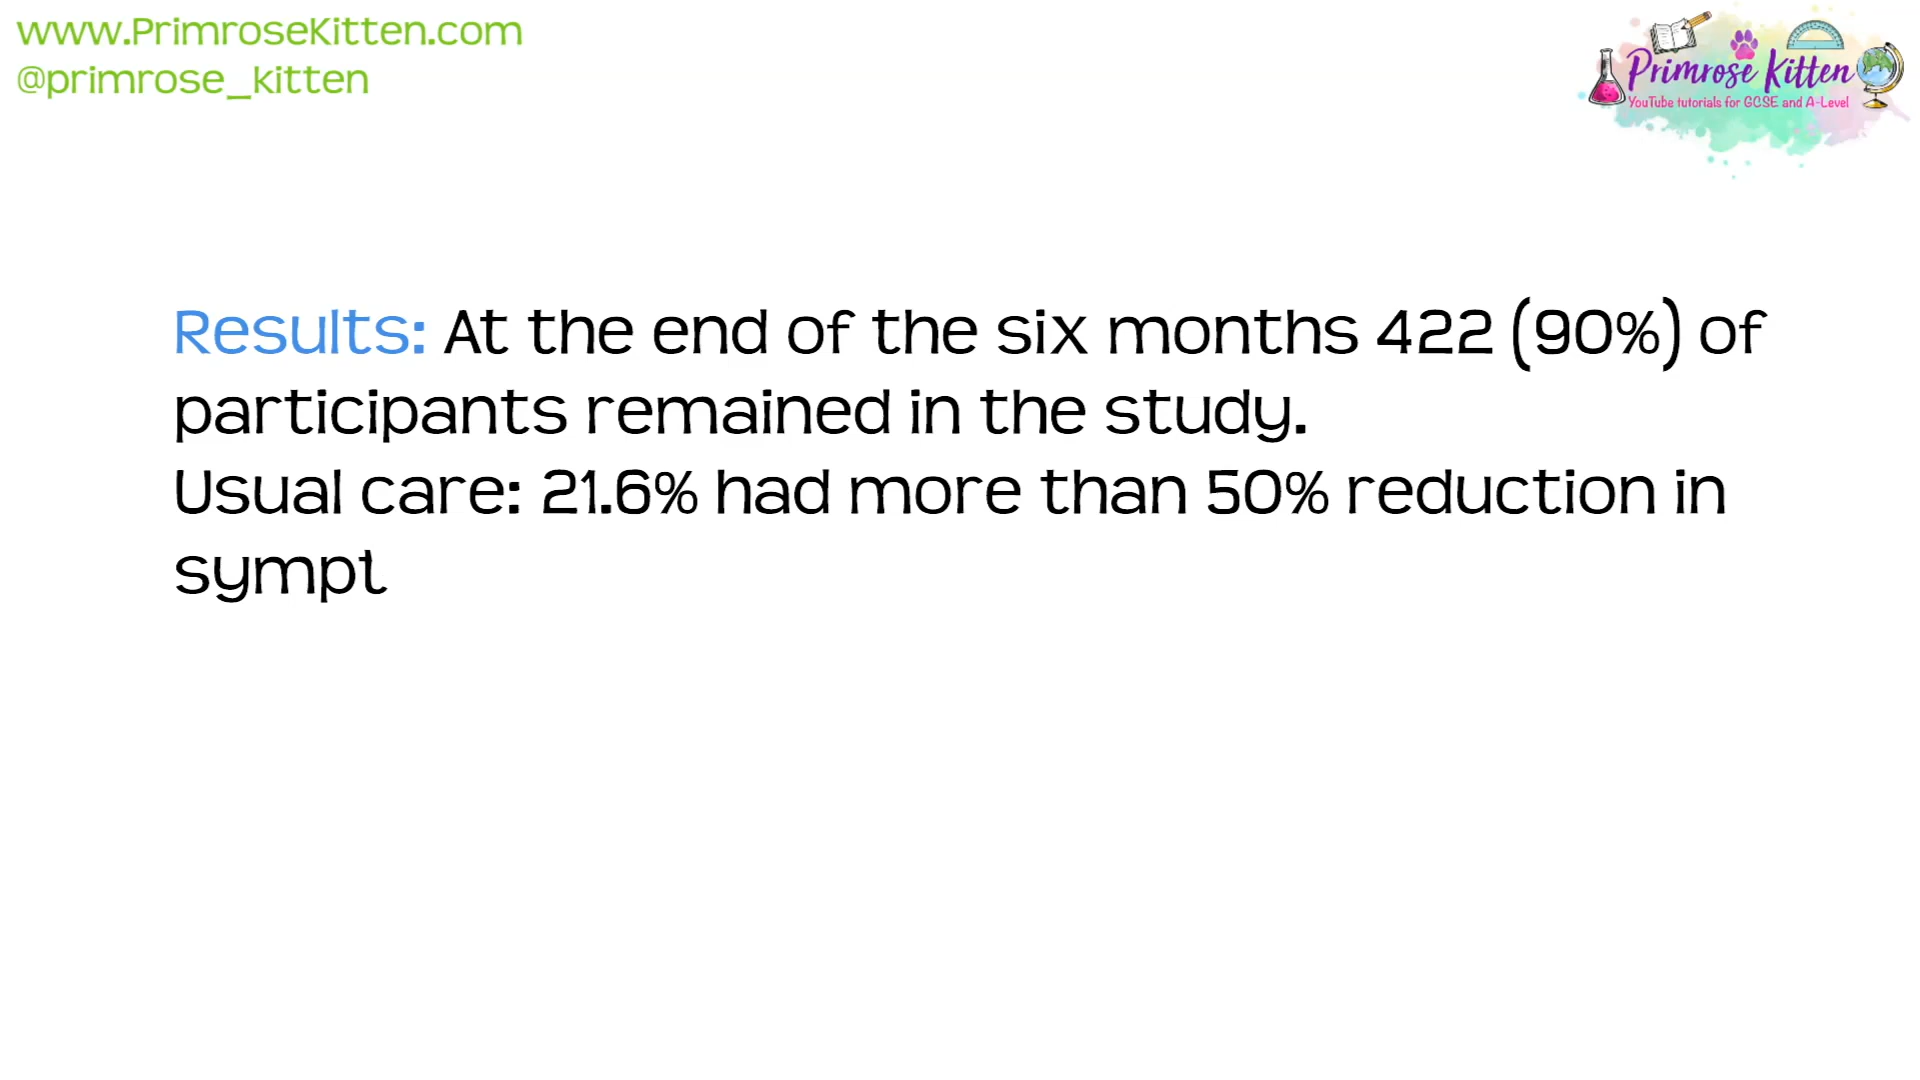 www.PrimroseKitten.com
@primrose_kitten
Primrose Kitten
YouTube tutorials for GCSE and A-Level
Results: At the end of the six months 422 (90%) of
participants remained in the study.
Usual care: 21.6% had more than 50% reduction in
sympt